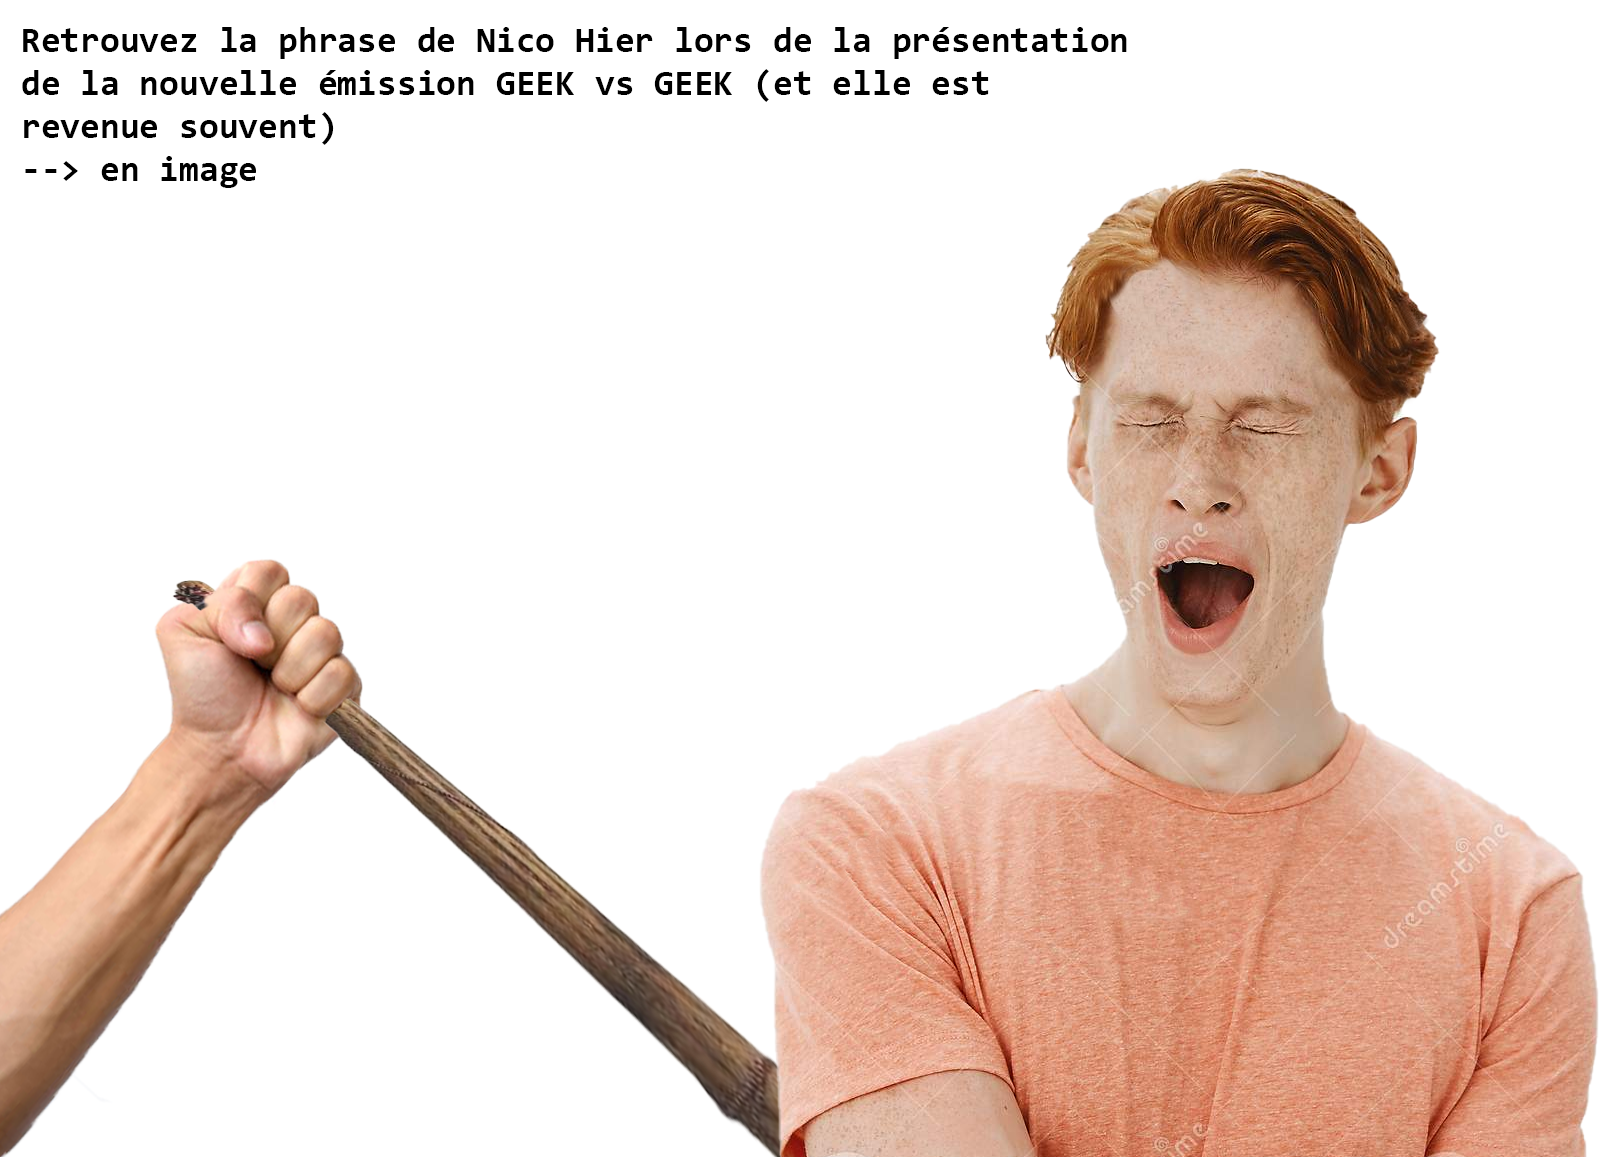 Retrouvez la phrase de Nico Hier lors de la présentation
de la nouvelle émission GEEK vs GEEK (et elle est
revenue souvent)
--> en image
dreamstime
dreamstime